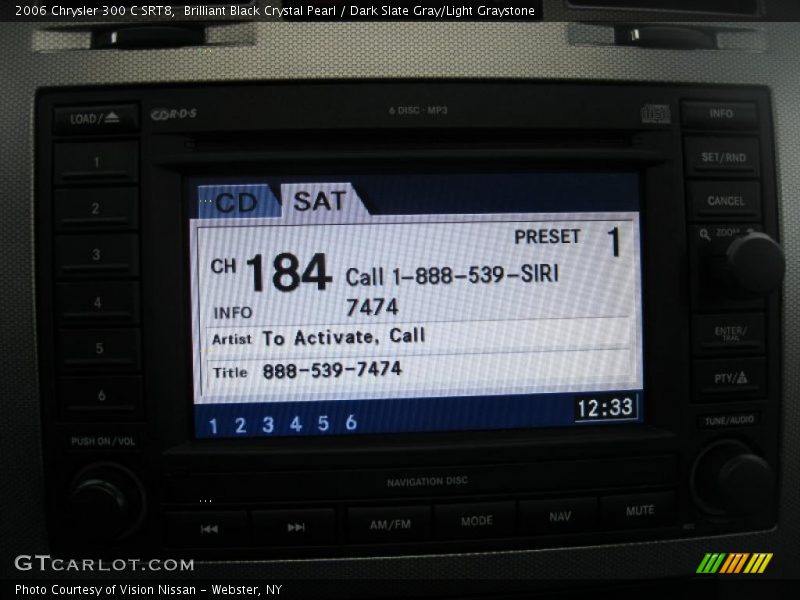 2006 Chrysler 300 C SRT8,  Brilliant Black Crystal Pearl / Dark Slate Gray/Light Graystone
LOAD/
R·D·S
6 DISC · MP3
INFO
1
2
3
4
5
6
SET/RND
CANCEL
ZOOM
ENTER/
TRAIL
PTY/
CD SAT
PRESET 1
CH 184 Call 1-888-539-SIRI
INFO 7474
Artist To Activate, Call
Title 888-539-7474
1 2 3 4 5 6 12:33
PUSH ON/VOL
TUNE/AUDIO
NAVIGATION DISC
AM/FM
MODE
NAV
MUTE
GTCARLOT.COM
Photo Courtesy of Vision Nissan - Webster, NY